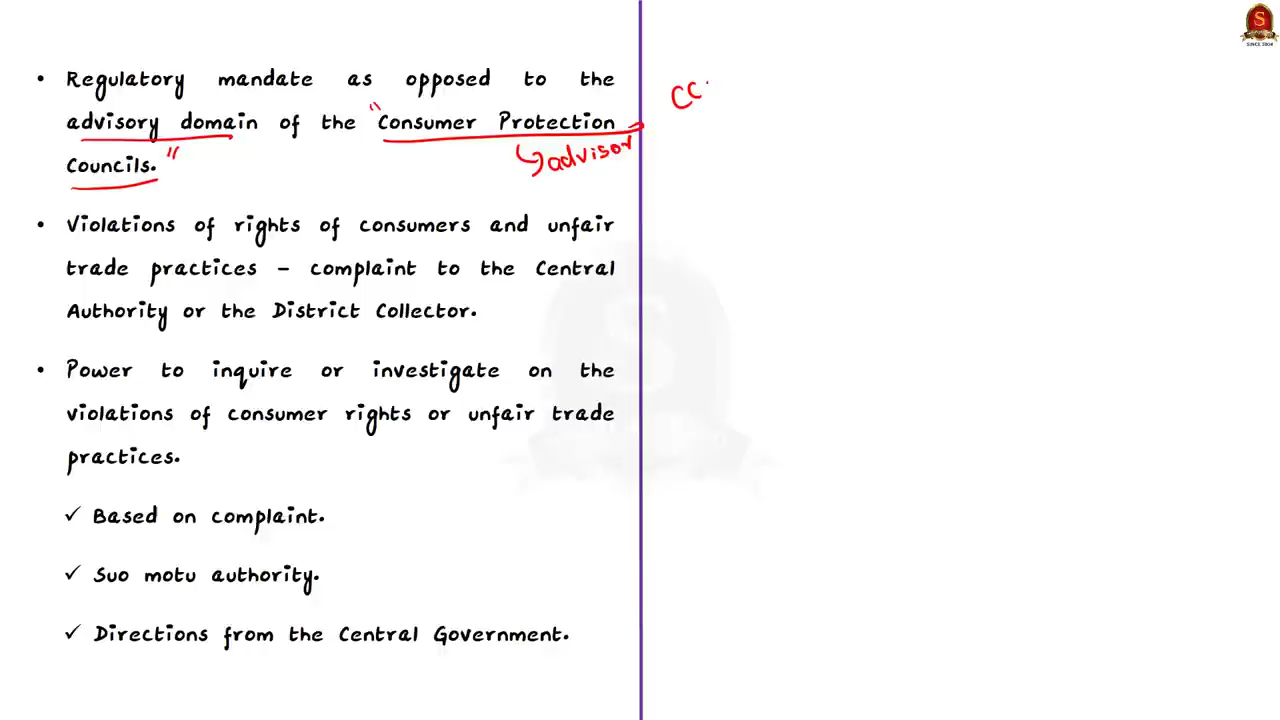 • Regulatory mandate as opposed to the
advisory domain of the "Consumer Protection
Councils."
advisor
• Violations of rights of consumers and unfair
trade practices – complaint to the Central
Authority or the District Collector.
• Power to inquire or investigate on the
violations of consumer rights or unfair trade
practices.
✓ Based on complaint.
✓ Suo motu authority.
✓ Directions from the Central Government.
CC
S
SINCE 2004